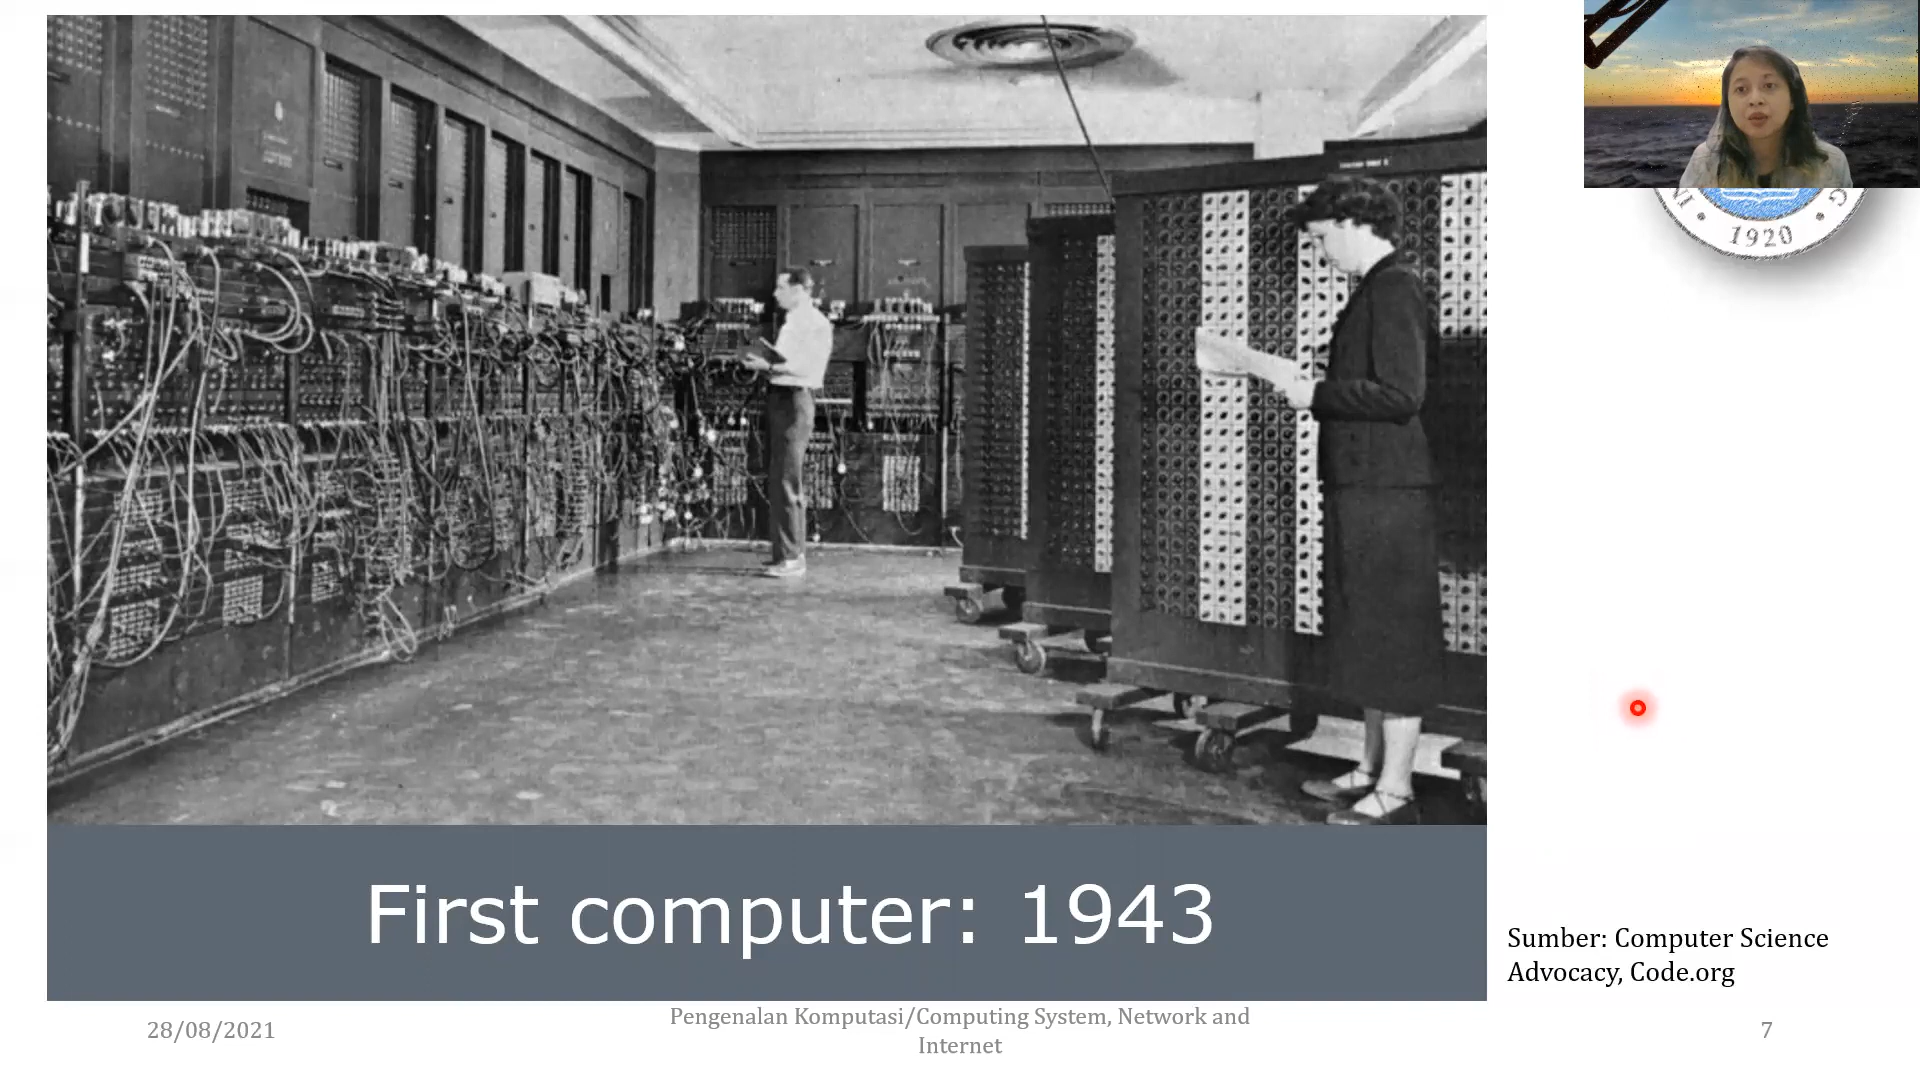 1920
First computer: 1943
Sumber: Computer Science
Advocacy, Code.org
28/08/2021
Pengenalan Komputasi/Computing System, Network and
Internet
7